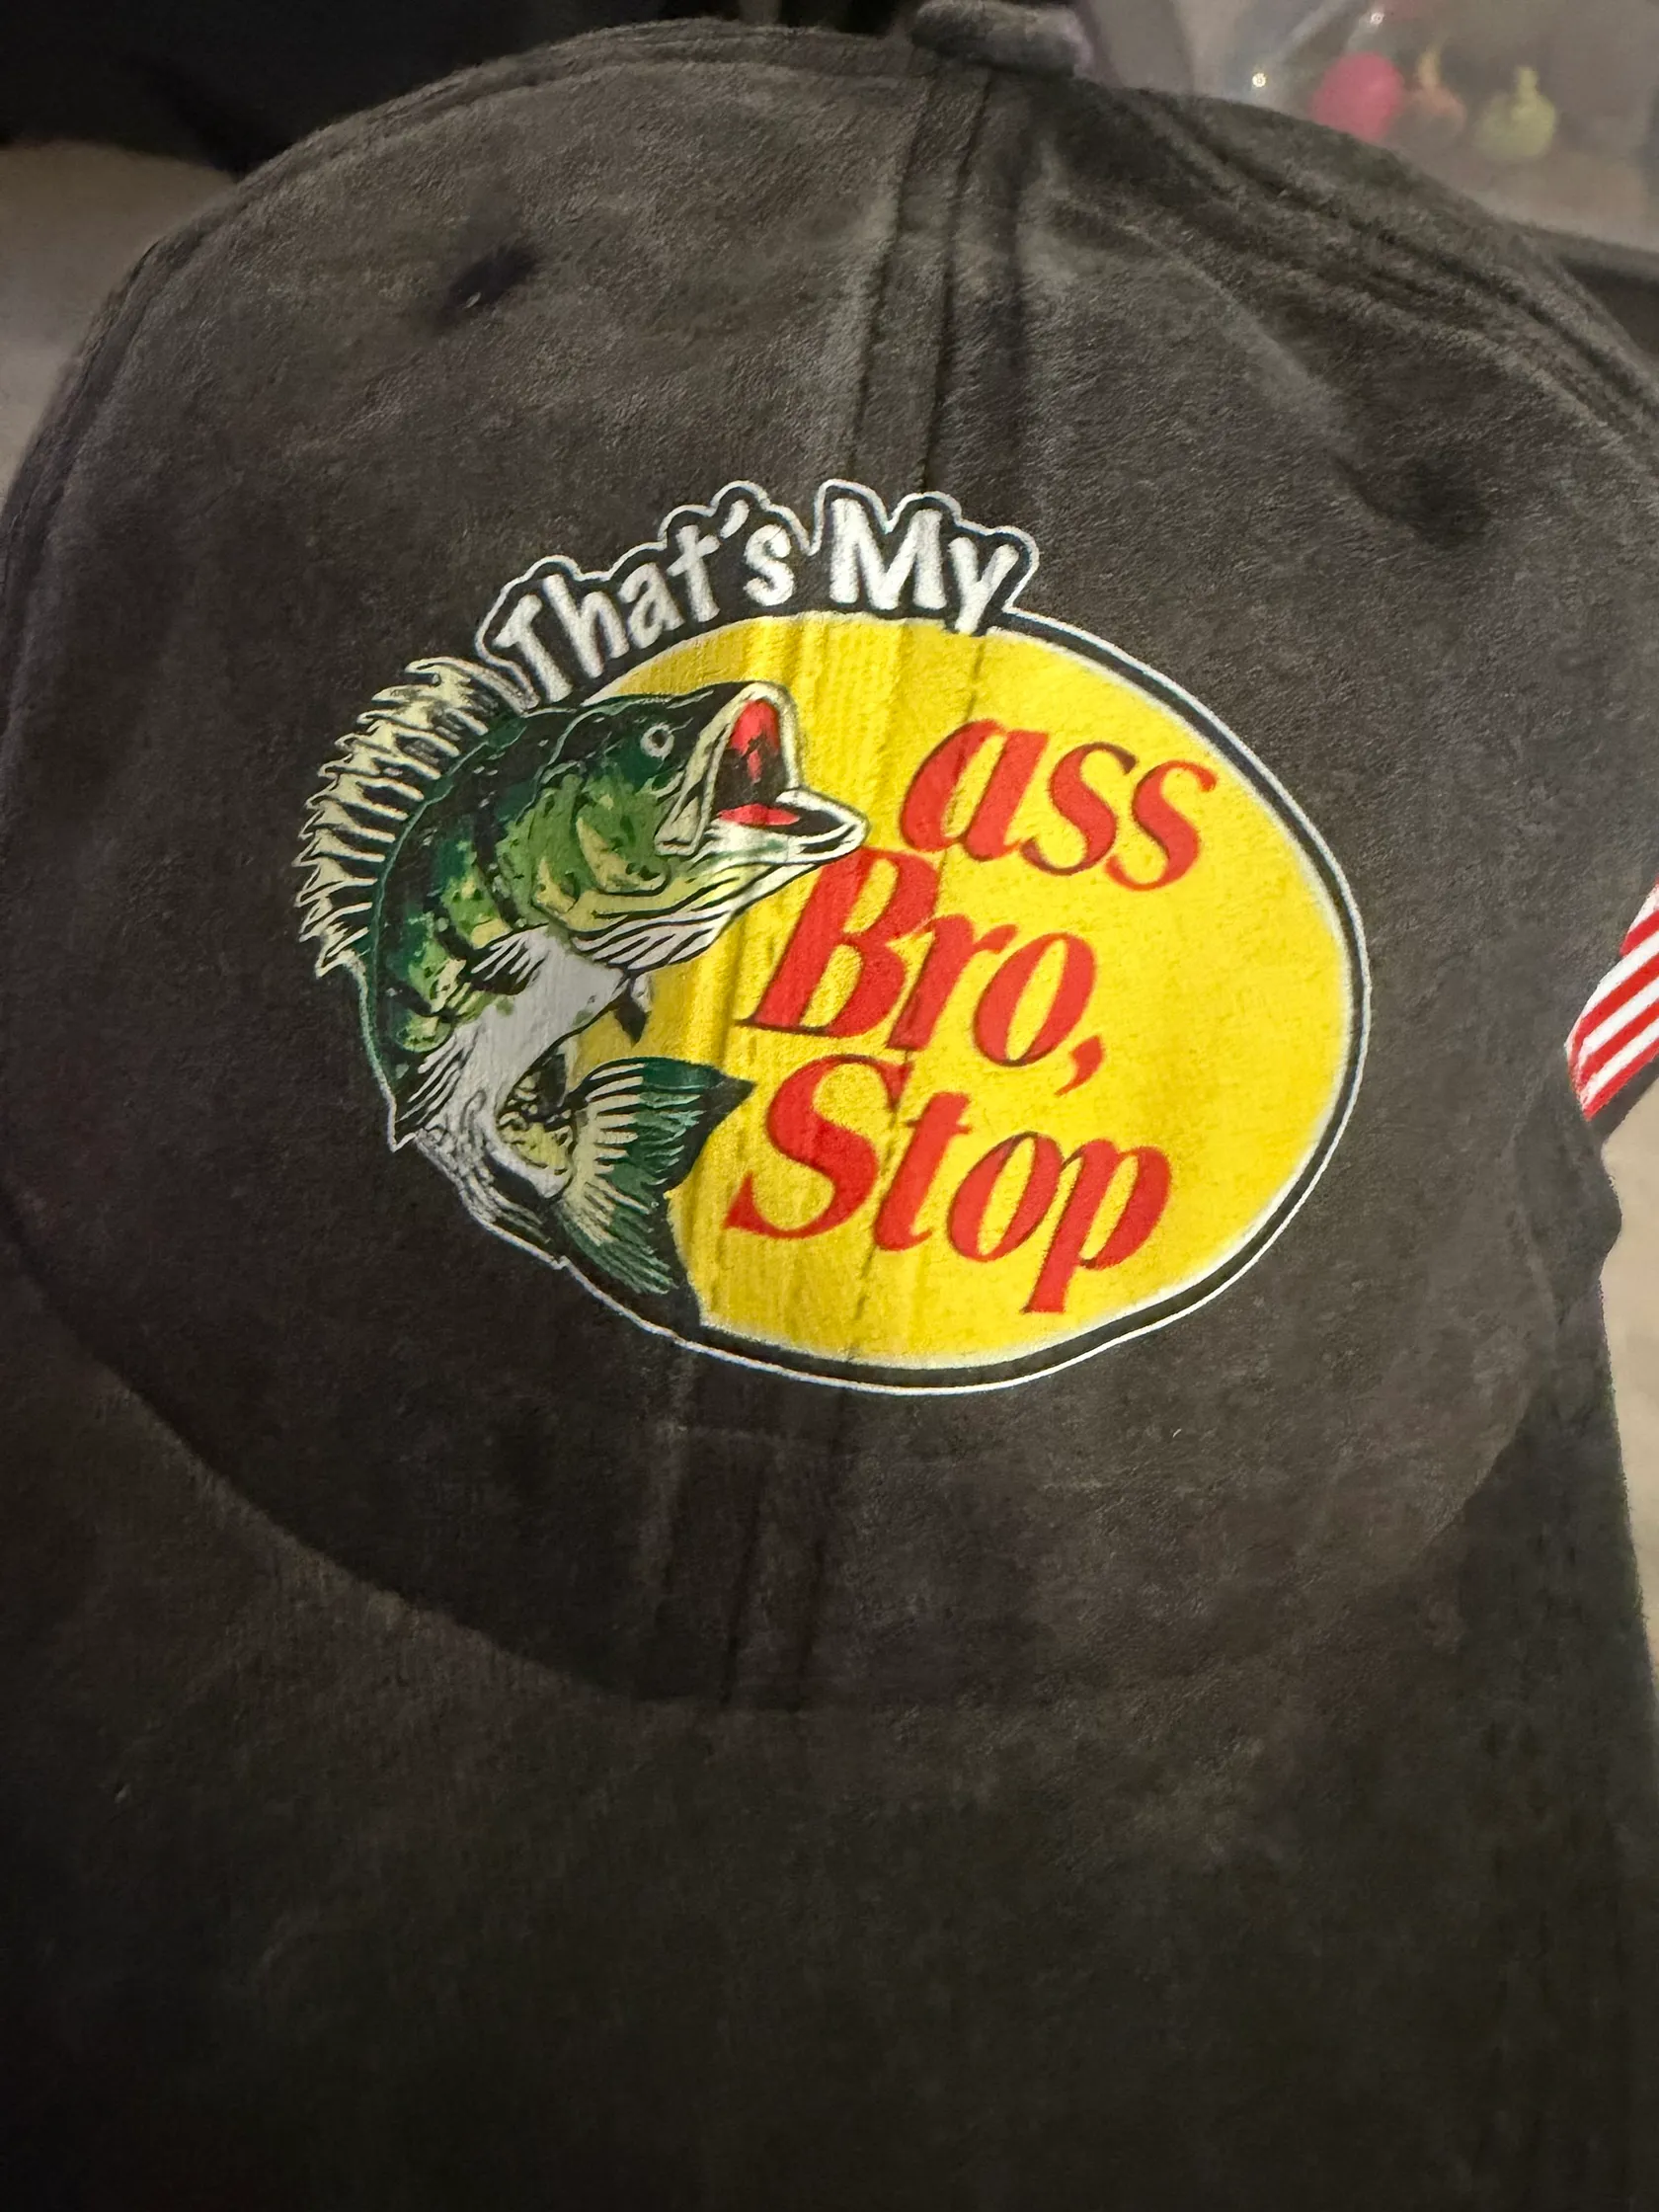 That's My
ass
Bro,
Stop